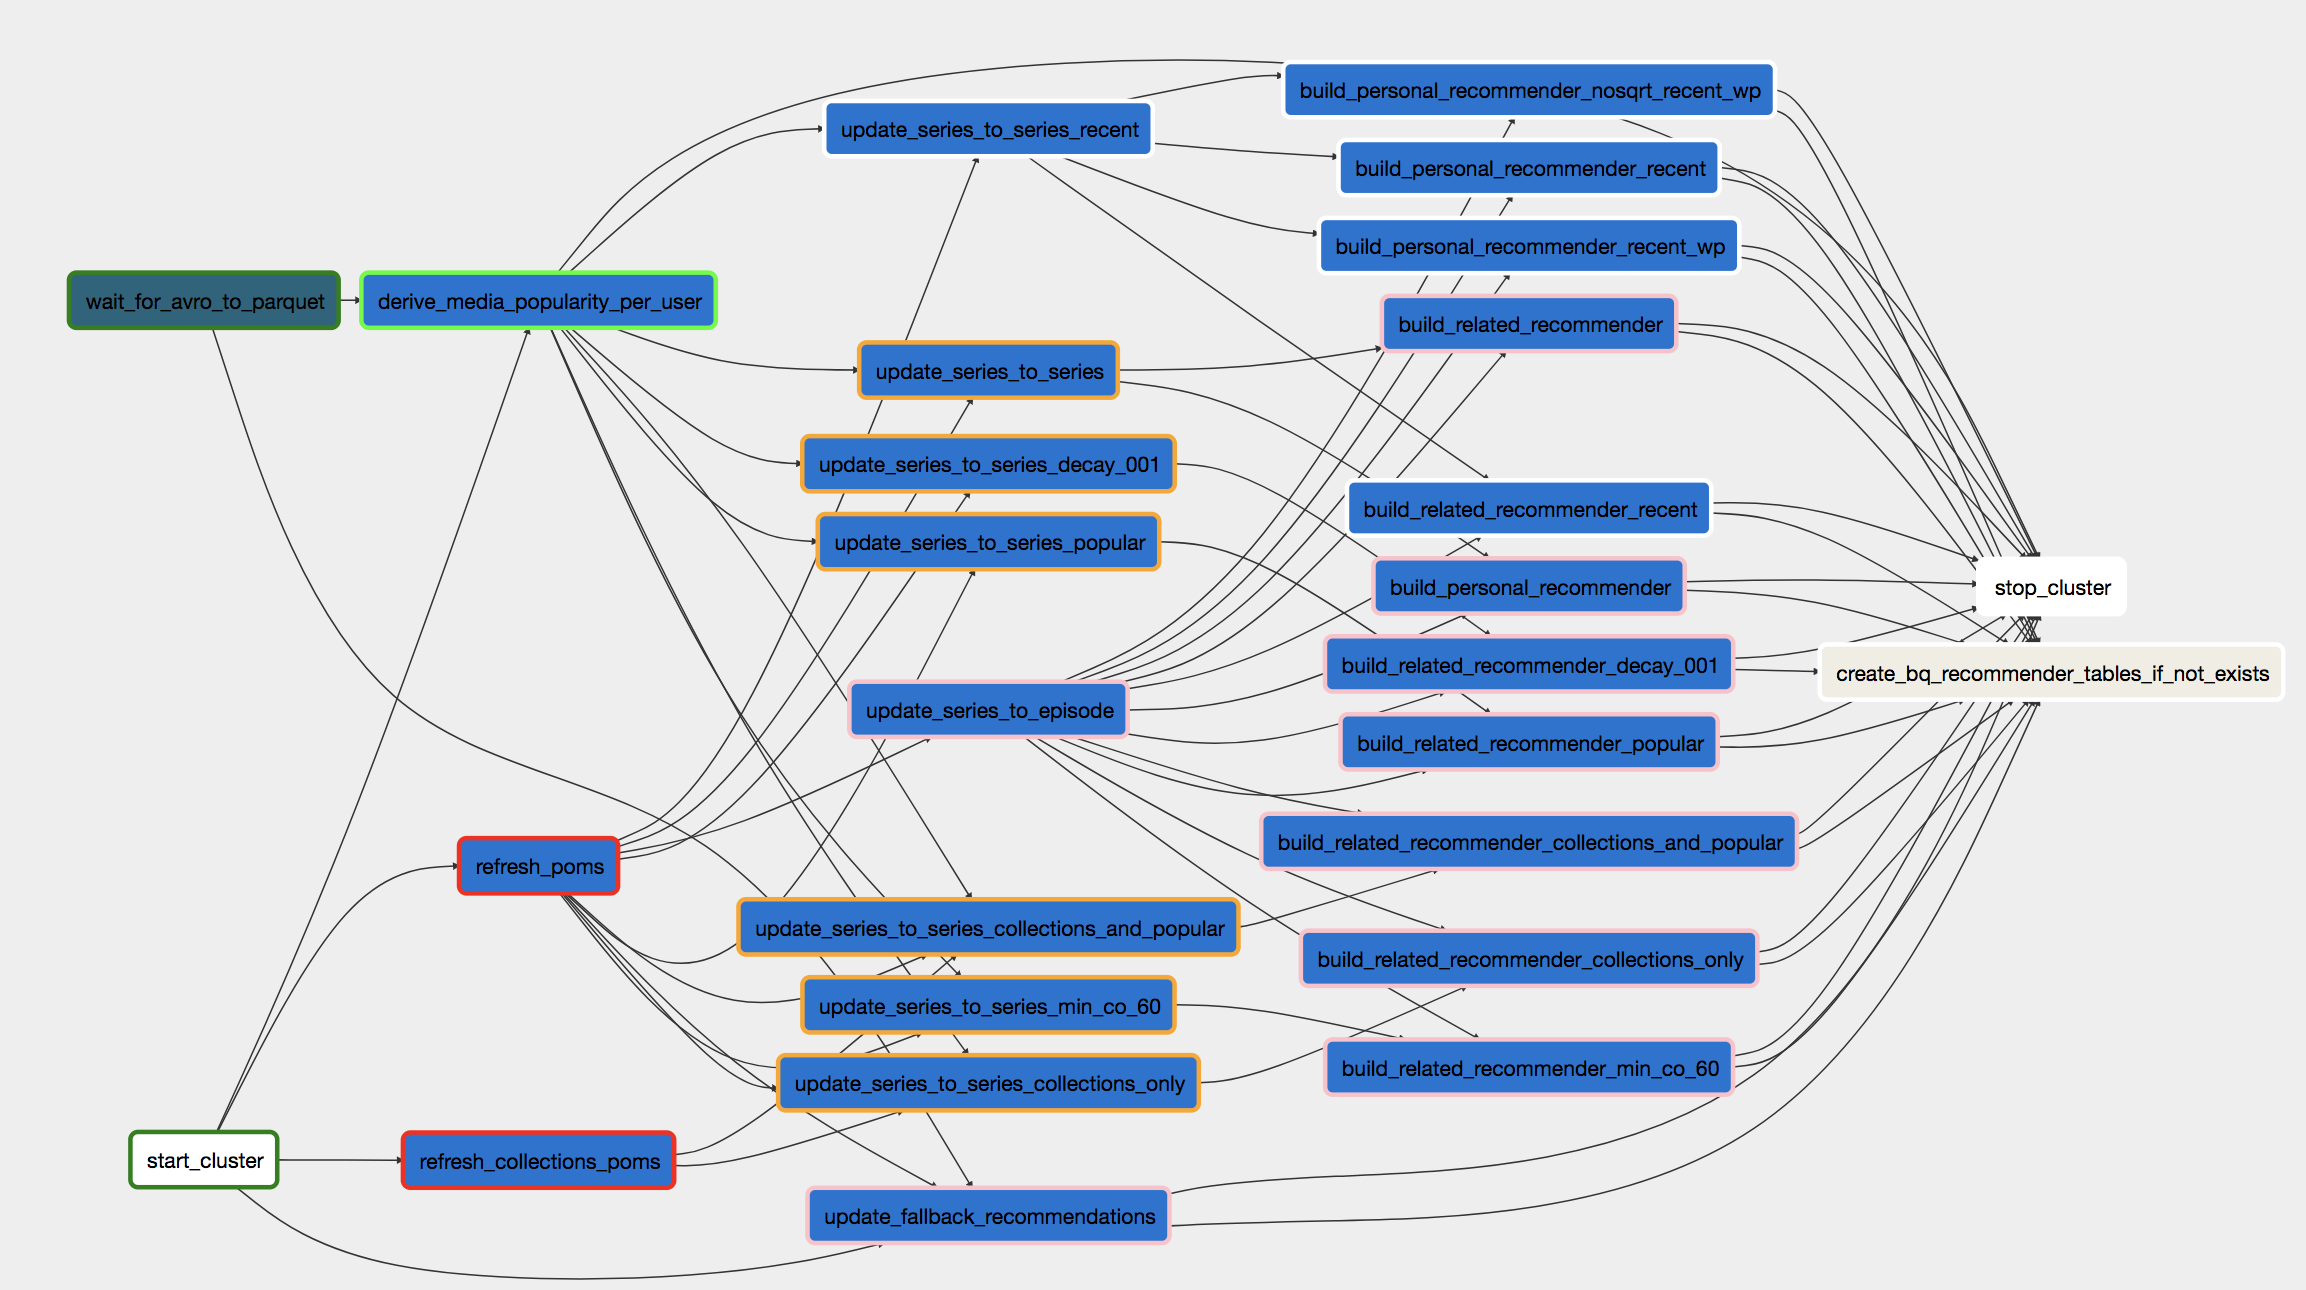 build_personal_recommender_nosqrt_recent_wp
update_series_to_series_recent
build_personal_recommender_recent
build_personal_recommender_recent_wp
wait_for_avro_to_parquet
derive_media_popularity_per_user
build_related_recommender
update_series_to_series
update_series_to_series_decay_001
build_related_recommender_recent
update_series_to_series_popular
build_personal_recommender
stop_cluster
build_related_recommender_decay_001
create_bq_recommender_tables_if_not_exists
update_series_to_episode
build_related_recommender_popular
build_related_recommender_collections_and_popular
refresh_poms
update_series_to_series_collections_and_popular
build_related_recommender_collections_only
update_series_to_series_min_co_60
build_related_recommender_min_co_60
update_series_to_series_collections_only
start_cluster
refresh_collections_poms
update_fallback_recommendations